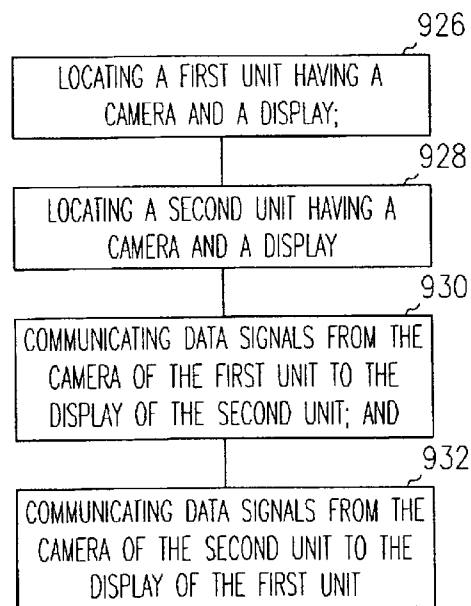 926
LOCATING A FIRST UNIT HAVING A
CAMERA AND A DISPLAY;
928
LOCATING A SECOND UNIT HAVING A
CAMERA AND A DISPLAY
930
COMMUNICATING DATA SIGNALS FROM THE
CAMERA OF THE FIRST UNIT TO THE
DISPLAY OF THE SECOND UNIT; AND
932
COMMUNICATING DATA SIGNALS FROM THE
CAMERA OF THE SECOND UNIT TO THE
DISPLAY OF THE FIRST UNIT